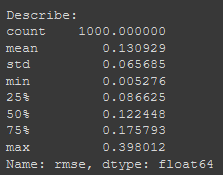 Describe:
count    1000.000000
mean        0.130929
std         0.065685
min         0.005276
25%         0.086625
50%         0.122448
75%         0.175793
max         0.398012
Name: rmse, dtype: float64